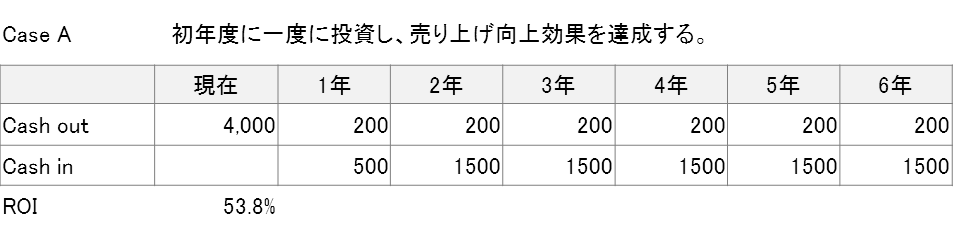 Case A 初年度に一度に投資し、売り上げ向上効果を達成する。
現在 1年 2年 3年 4年 5年 6年
Cash out 4,000 200 200 200 200 200 200
Cash in 500 1500 1500 1500 1500 1500
ROI 53.8%